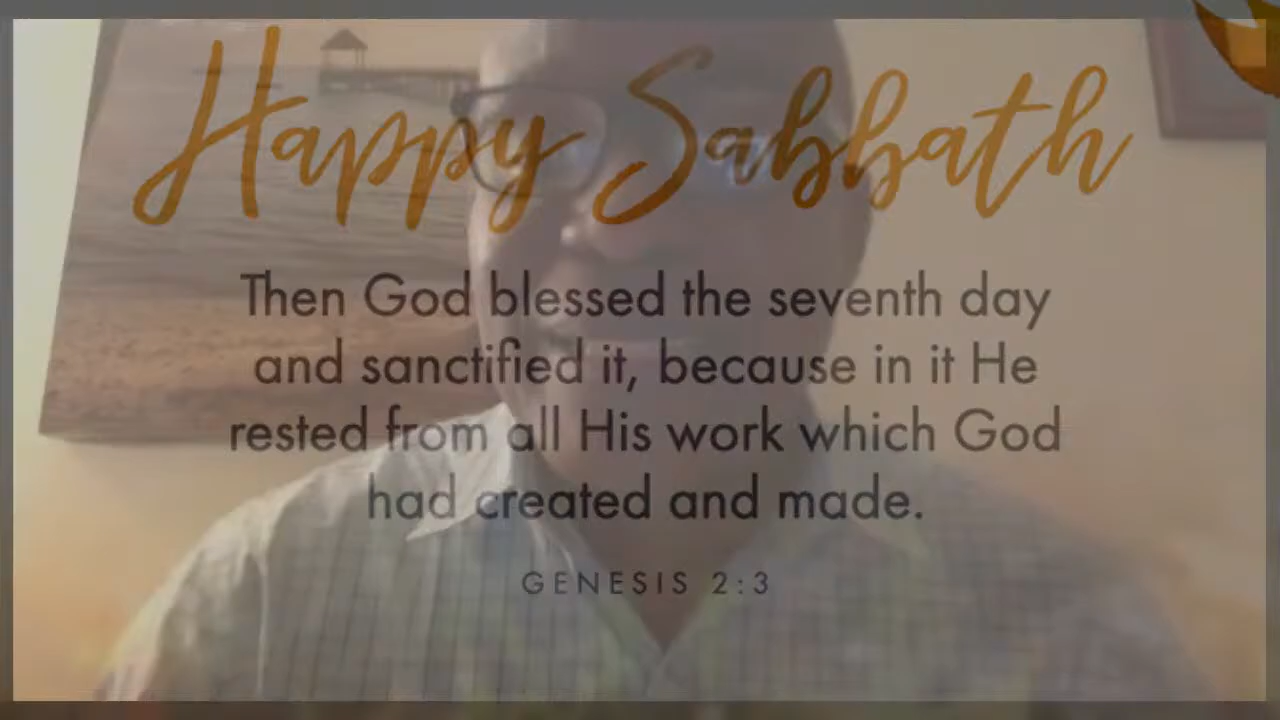 Happy Sabbath
Then God blessed the seventh day
and sanctified it, because in it He
rested from all His work which God
had created and made.
GENESIS 2:3